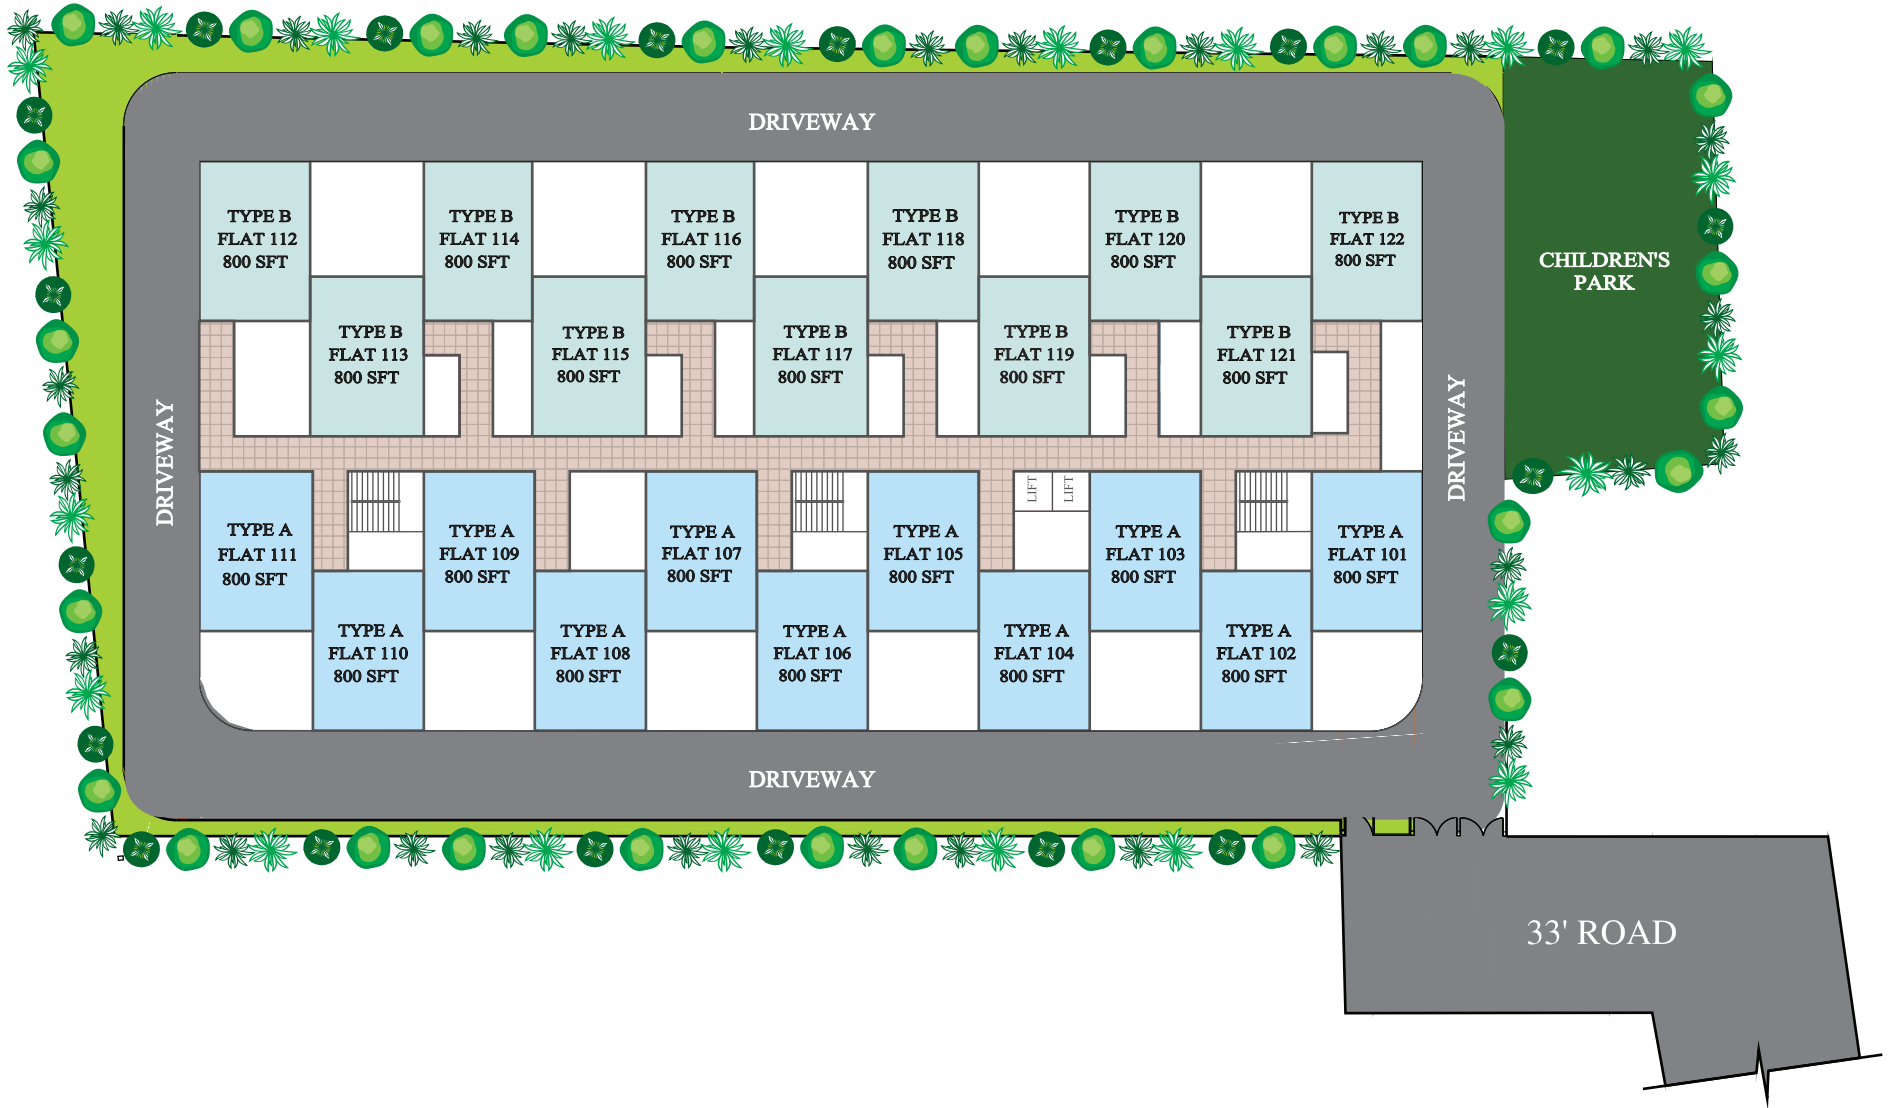 DRIVEWAY
TYPE B
FLAT 112
800 SFT
TYPE B
FLAT 114
800 SFT
TYPE B
FLAT 116
800 SFT
TYPE B
FLAT 118
800 SFT
TYPE B
FLAT 120
800 SFT
TYPE B
FLAT 122
800 SFT
CHILDREN'S
PARK
TYPE B
FLAT 113
800 SFT
TYPE B
FLAT 115
800 SFT
TYPE B
FLAT 117
800 SFT
TYPE B
FLAT 119
800 SFT
TYPE B
FLAT 121
800 SFT
DRIVEWAY
DRIVEWAY
LIFT
LIFT
TYPE A
FLAT 111
800 SFT
TYPE A
FLAT 109
800 SFT
TYPE A
FLAT 107
800 SFT
TYPE A
FLAT 105
800 SFT
TYPE A
FLAT 103
800 SFT
TYPE A
FLAT 101
800 SFT
TYPE A
FLAT 110
800 SFT
TYPE A
FLAT 108
800 SFT
TYPE A
FLAT 106
800 SFT
TYPE A
FLAT 104
800 SFT
TYPE A
FLAT 102
800 SFT
DRIVEWAY
33' ROAD